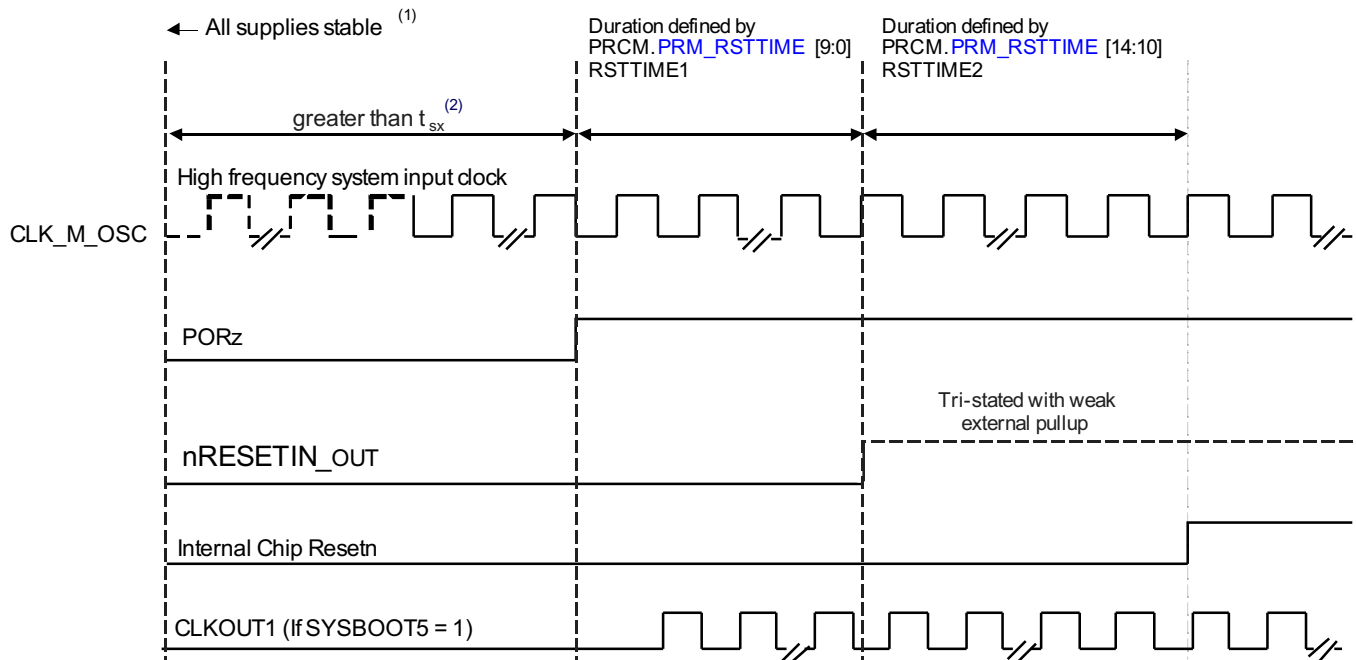 All supplies stable (1)
Duration defined by
PRCM.PRM_RSTTIME [9:0]
RSTTIME1
Duration defined by
PRCM.PRM_RSTTIME [14:10]
RSTTIME2
greater than t sx (2)
High frequency system input clock
CLK_M_OSC
PORz
Tri-stated with weak
external pullup
nRESETIN_OUT
Internal Chip Resetn
CLKOUT1 (If SYSBOOT5 = 1)